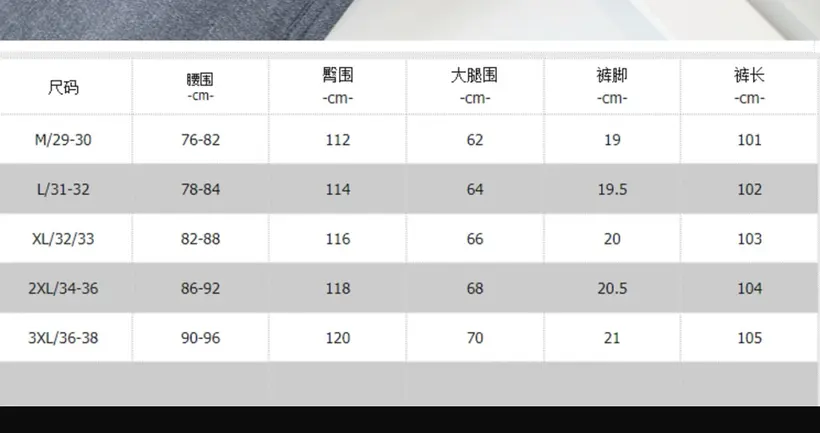 尺码 腰围 臀围 大腿围 裤脚 裤长
-cm- -cm- -cm- -cm- -cm-
M/29-30 76-82 112 62 19 101
L/31-32 78-84 114 64 19.5 102
XL/32/33 82-88 116 66 20 103
2XL/34-36 86-92 118 68 20.5 104
3XL/36-38 90-96 120 70 21 105